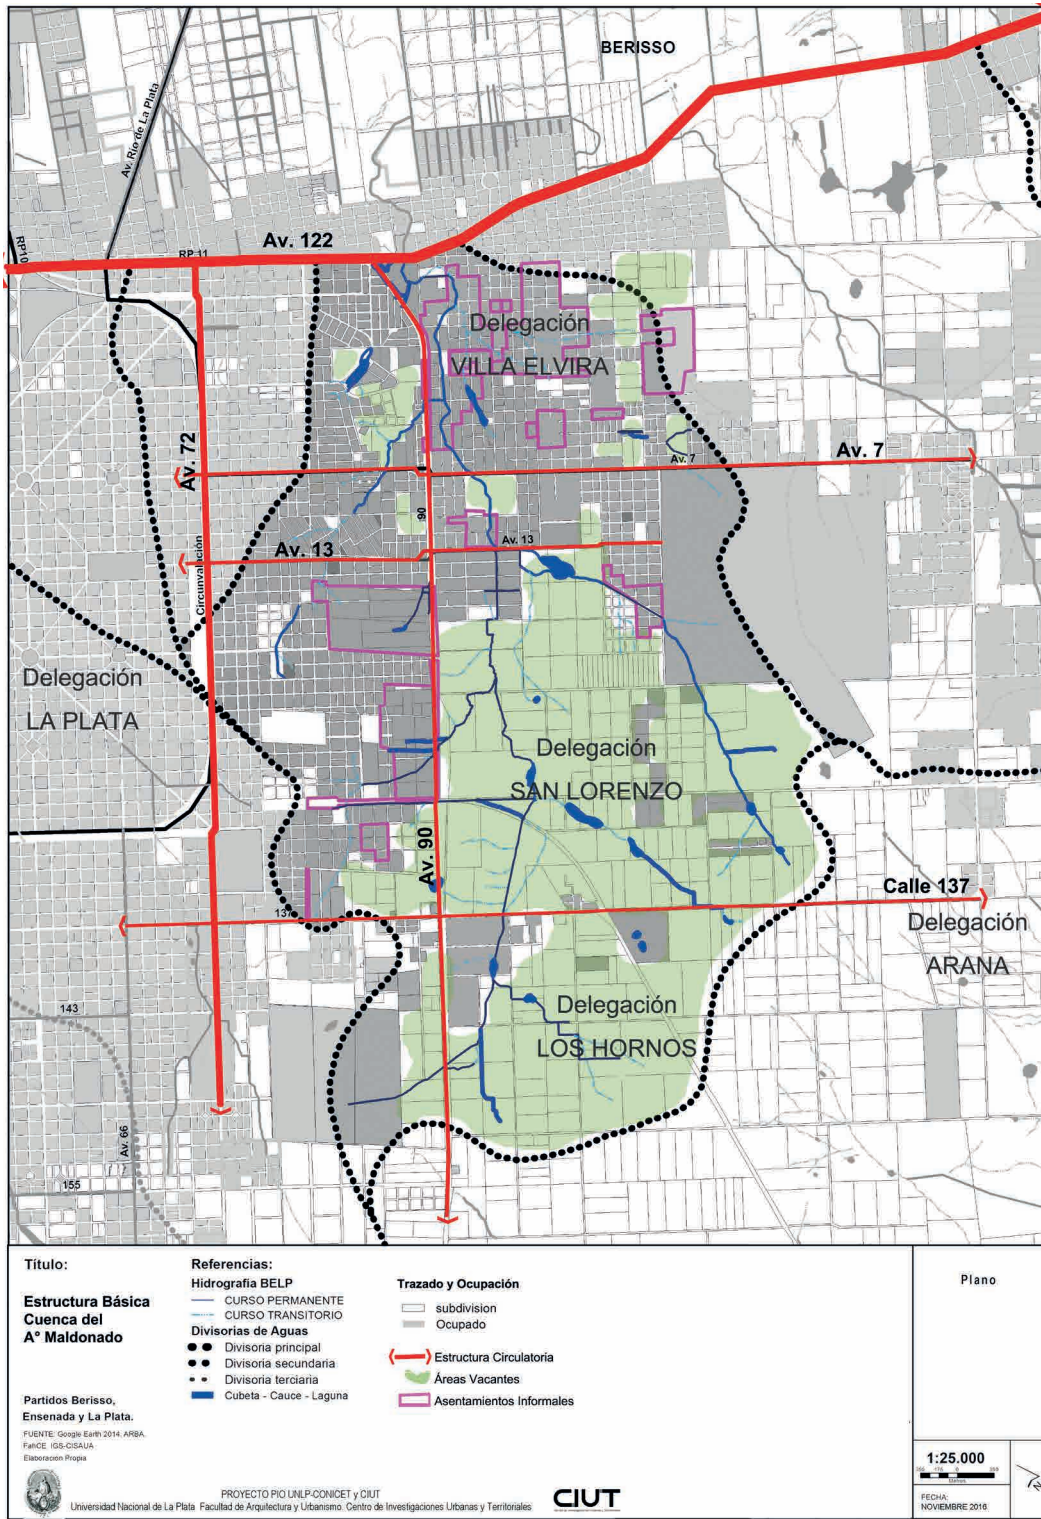 BERISSO
Av. Río de La Plata
RP10
RP 11
Av. 122
Delegación
VILLA ELVIRA
Av. 72
Av. 7
Av. 7
90
Av. 13
Av. 13
Circunvalación
Delegación
LA PLATA
Delegación
SAN LORENZO
Av. 90
Calle 137
137
Delegación
ARANA
Delegación
LOS HORNOS
143
Av. 66
155
Título:
Estructura Básica
Cuenca del
A° Maldonado
Partidos Berisso,
Ensenada y La Plata.
FUENTE: Google Earth 2014. ARBA.
FahCE IGS-CISAUA
Elaboración Propia
Referencias:
Hidrografía BELP
CURSO PERMANENTE
CURSO TRANSITORIO
Divisorias de Aguas
Divisoria principal
Divisoria secundaria
Divisoria terciaria
Cubeta - Cauce - Laguna
Trazado y Ocupación
subdivision
Ocupado
Estructura Circulatoria
Áreas Vacantes
Asentamientos Informales
PROYECTO PIO UNLP-CONICET y CIUT
Universidad Nacional de La Plata Facultad de Arquitectura y Urbanismo. Centro de Investigaciones Urbanas y Territoriales
CIUT
Plano
1:25.000
FECHA:
NOVIEMBRE 2016
N